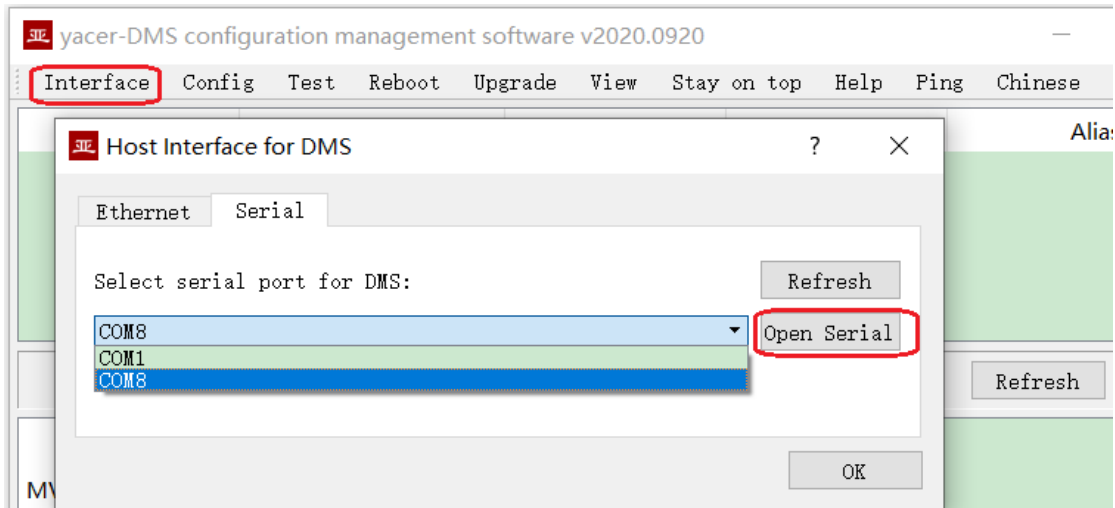 亚 yacer-DMS configuration management software v2020.0920
Interface Config Test Reboot Upgrade View Stay on top Help Ping Chinese
亚 Host Interface for DMS ?
Ethernet Serial
Select serial port for DMS:
Refresh
COM8
Open Serial
COM1
COM8
OK
Refresh